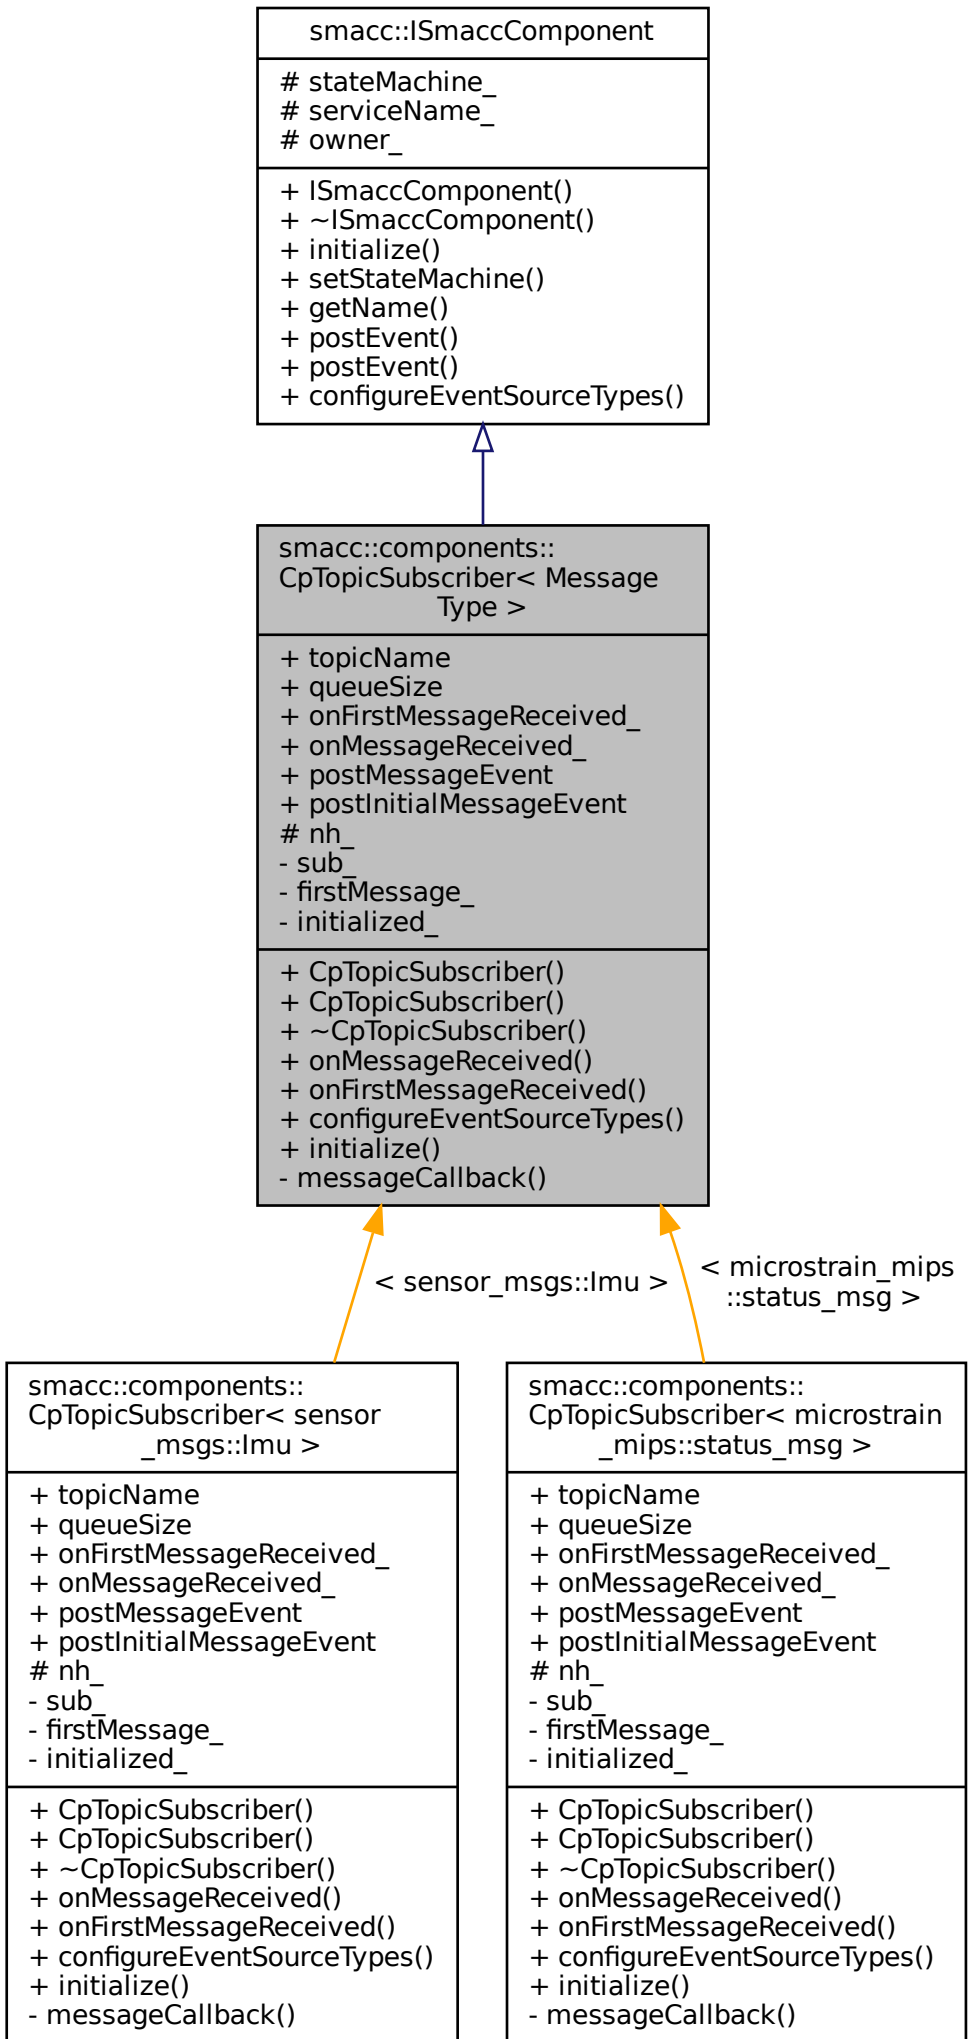 smacc::ISmaccComponent
# stateMachine_
# serviceName_
# owner_
+ ISmaccComponent()
+ ~ISmaccComponent()
+ initialize()
+ setStateMachine()
+ getName()
+ postEvent()
+ postEvent()
+ configureEventSourceTypes()
smacc::components::
CpTopicSubscriber< Message
Type >
+ topicName
+ queueSize
+ onFirstMessageReceived_
+ onMessageReceived_
+ postMessageEvent
+ postInitialMessageEvent
# nh_
- sub_
- firstMessage_
- initialized_
+ CpTopicSubscriber()
+ CpTopicSubscriber()
+ ~CpTopicSubscriber()
+ onMessageReceived()
+ onFirstMessageReceived()
+ configureEventSourceTypes()
+ initialize()
- messageCallback()
< sensor_msgs::Imu >
< microstrain_mips
::status_msg >
smacc::components::
CpTopicSubscriber< sensor
_msgs::Imu >
+ topicName
+ queueSize
+ onFirstMessageReceived_
+ onMessageReceived_
+ postMessageEvent
+ postInitialMessageEvent
# nh_
- sub_
- firstMessage_
- initialized_
+ CpTopicSubscriber()
+ CpTopicSubscriber()
+ ~CpTopicSubscriber()
+ onMessageReceived()
+ onFirstMessageReceived()
+ configureEventSourceTypes()
+ initialize()
- messageCallback()
smacc::components::
CpTopicSubscriber< microstrain
_mips::status_msg >
+ topicName
+ queueSize
+ onFirstMessageReceived_
+ onMessageReceived_
+ postMessageEvent
+ postInitialMessageEvent
# nh_
- sub_
- firstMessage_
- initialized_
+ CpTopicSubscriber()
+ CpTopicSubscriber()
+ ~CpTopicSubscriber()
+ onMessageReceived()
+ onFirstMessageReceived()
+ configureEventSourceTypes()
+ initialize()
- messageCallback()